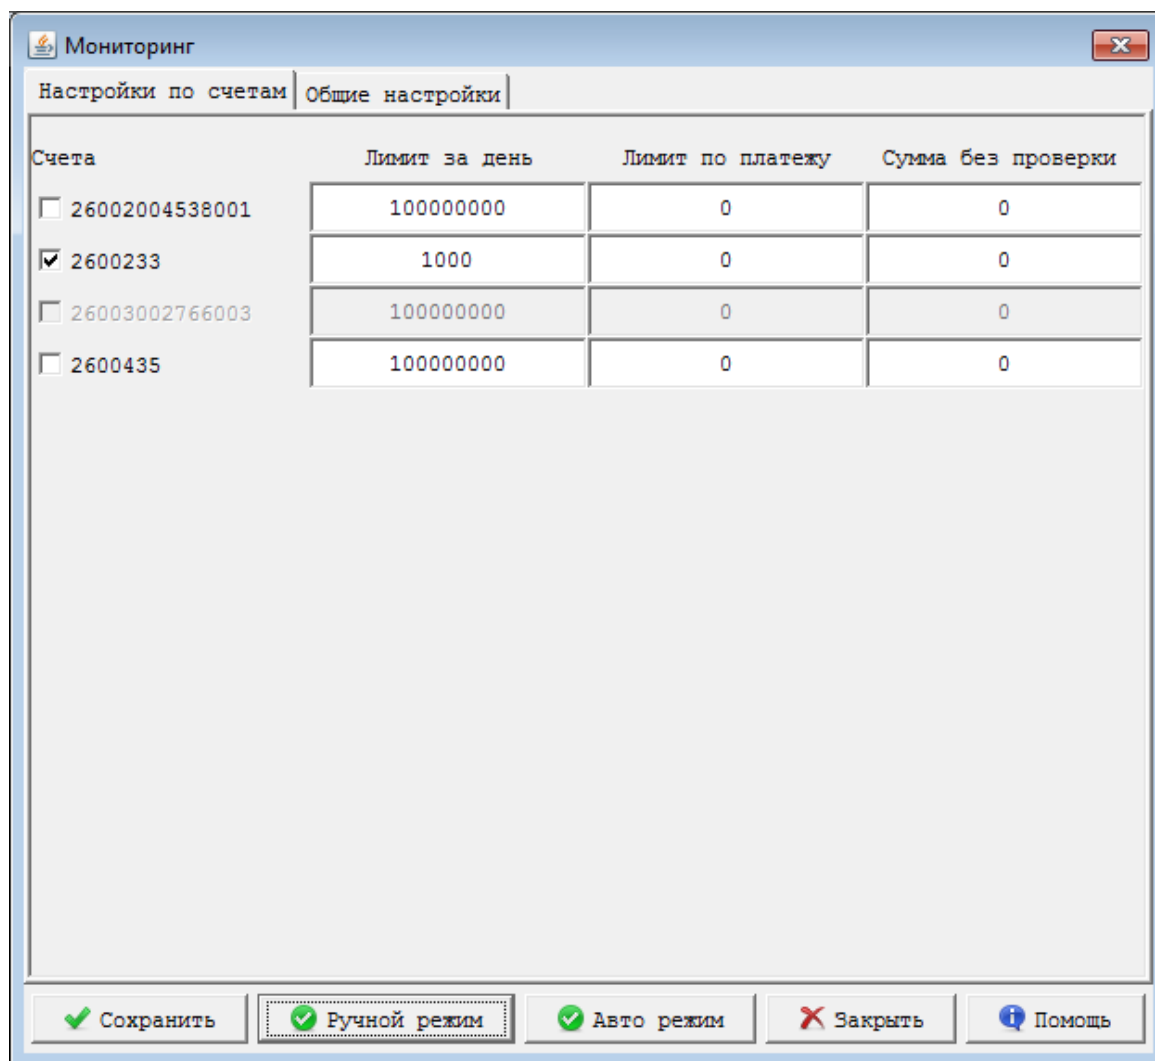 Мониторинг
Настройки по счетам Общие настройки
Счета Лимит за день Лимит по платежу Сумма без проверки
26002004538001 100000000 0 0
2600233 1000 0 0
26003002766003 100000000 0 0
2600435 100000000 0 0
Сохранить Ручной режим Авто режим Закрыть Помощь